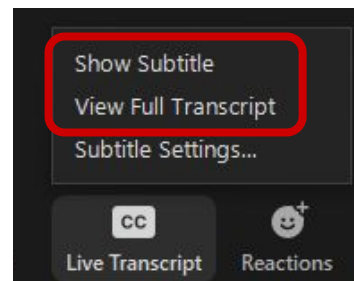 Show Subtitle
View Full Transcript
Subtitle Settings...
CC
Live Transcript
Reactions